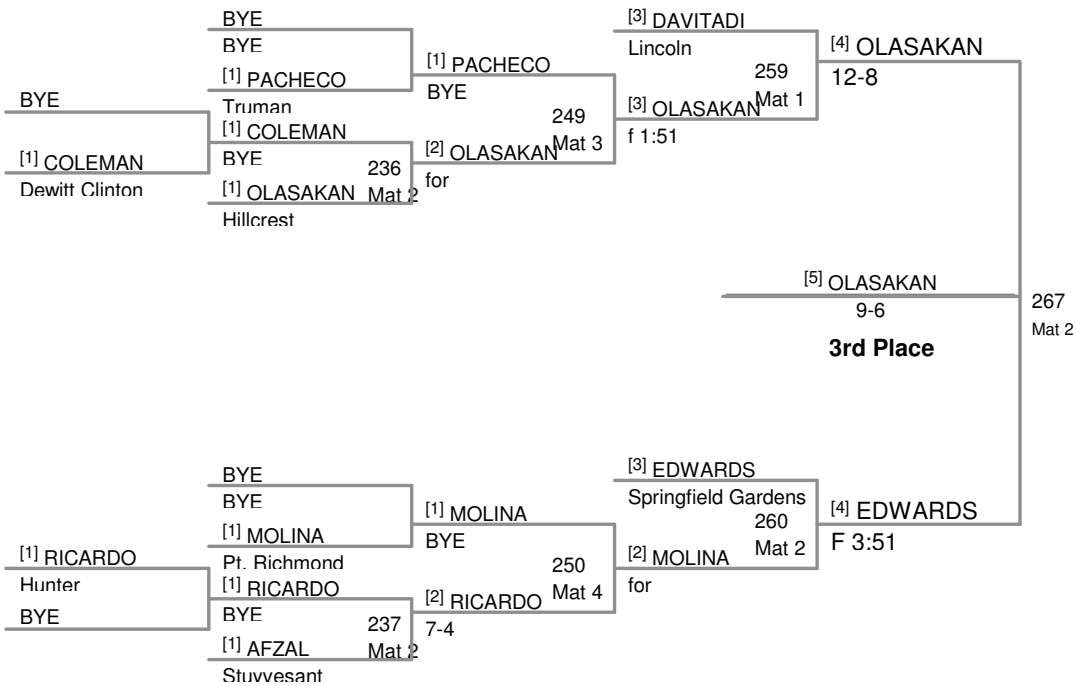 BYE
BYE
[1] PACHECO
Truman
BYE
[1] COLEMAN
Dewitt Clinton
[1] COLEMAN
BYE
236
Mat 2
[1] OLASAKAN
Hillcrest
[1] PACHECO
BYE
249
Mat 3
[2] OLASAKAN
for
[3] DAVITADI
Lincoln
259
Mat 1
[3] OLASAKAN
f 1:51
[4] OLASAKAN
12-8
[5] OLASAKAN
9-6
3rd Place
267
Mat 2
BYE
BYE
[1] MOLINA
Pt. Richmond
[1] RICARDO
Hunter
BYE
[1] RICARDO
BYE
237
Mat 2
[1] AFZAL
Stuyvesant
[1] MOLINA
BYE
250
Mat 4
[2] RICARDO
7-4
[3] EDWARDS
Springfield Gardens
260
Mat 2
[2] MOLINA
for
[4] EDWARDS
F 3:51